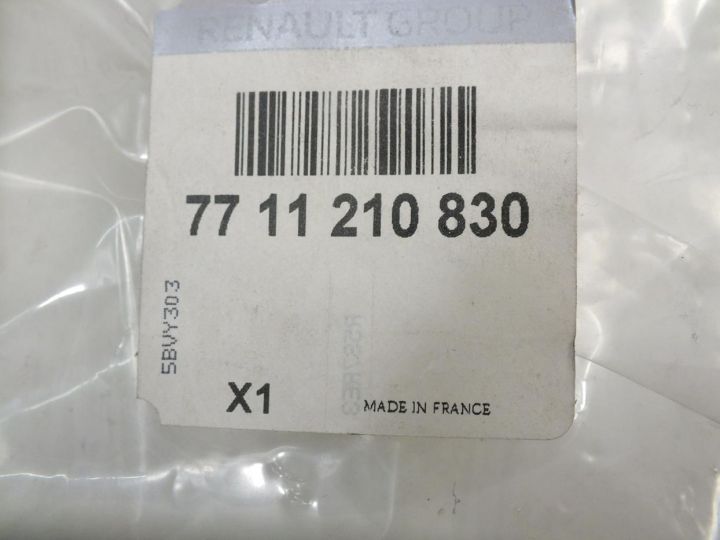 RENAULT GROUP
77 11 210 830
5BVY303
X1
MADE IN FRANCE